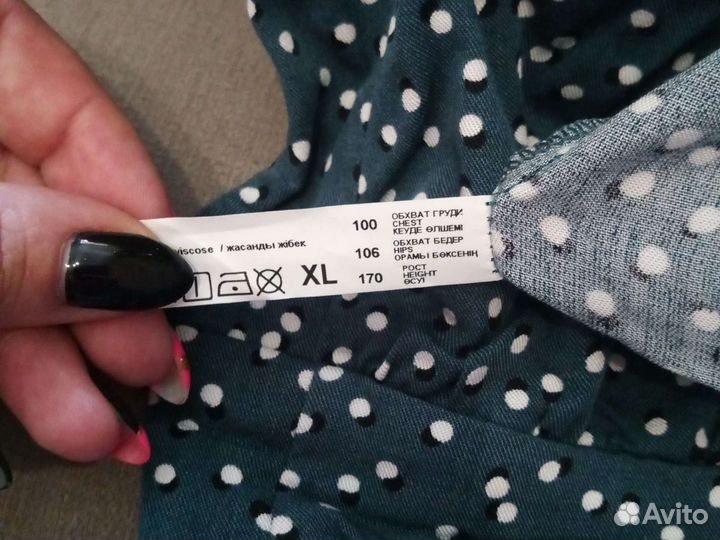 viscose / жасанды жібек
XL
100 ОБХВАТ ГРУДИ
CHEST
КЕУДЕ ӨЛШЕМІ
106 ОБХВАТ БЕДЕР
HIPS
ОРАМЫ БӨКСЕНІҢ
170 РОСТ
HEIGHT
ӨСУІ
Avito